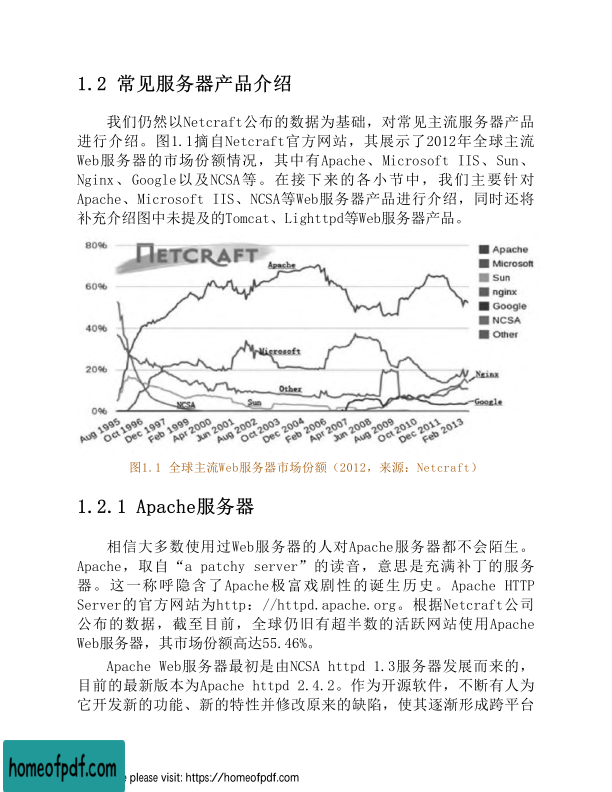 1.2 常见服务器产品介绍
我们仍然以Netcraft公布的数据为基础，对常见主流服务器产品
进行介绍。图1.1摘自Netcraft官方网站，其展示了2012年全球主流
Web服务器的市场份额情况，其中有Apache、Microsoft IIS、Sun、
Nginx、Google以及NCSA等。在接下来的各小节中，我们主要针对
Apache、Microsoft IIS、NCSA等Web服务器产品进行介绍，同时还将
补充介绍图中未提及的Tomcat、Lighttpd等Web服务器产品。
80%
NETCRAFT
Apache
60%
40%
Microsoft
20%
Other
Nginx
NCSA
Sun
Google
0%
Aug 1995
Oct 1996
Dec 1997
Feb 1999
Apr 2000
Jun 2001
Aug 2002
Oct 2003
Dec 2004
Feb 2006
Apr 2007
Jun 2008
Aug 2009
Oct 2010
Dec 2011
Feb 2013
Apache
Microsoft
Sun
nginx
Google
NCSA
Other
图1.1 全球主流Web服务器市场份额（2012，来源：Netcraft）
1.2.1 Apache服务器
相信大多数使用过Web服务器的人对Apache服务器都不会陌生。
Apache，取自“a patchy server”的读音，意思是充满补丁的服务
器。这一称呼隐含了Apache极富戏剧性的诞生历史。Apache HTTP
Server的官方网站为http：//httpd.apache.org。根据Netcraft公司
公布的数据，截至目前，全球仍旧有超半数的活跃网站使用Apache
Web服务器，其市场份额高达55.46%。
Apache Web服务器最初是由NCSA httpd 1.3服务器发展而来的，
目前的最新版本为Apache httpd 2.4.2。作为开源软件，不断有人为
它开发新的功能、新的特性并修改原来的缺陷，使其逐渐形成跨平台
homeofpdf.com
e please visit: https://homeofpdf.com